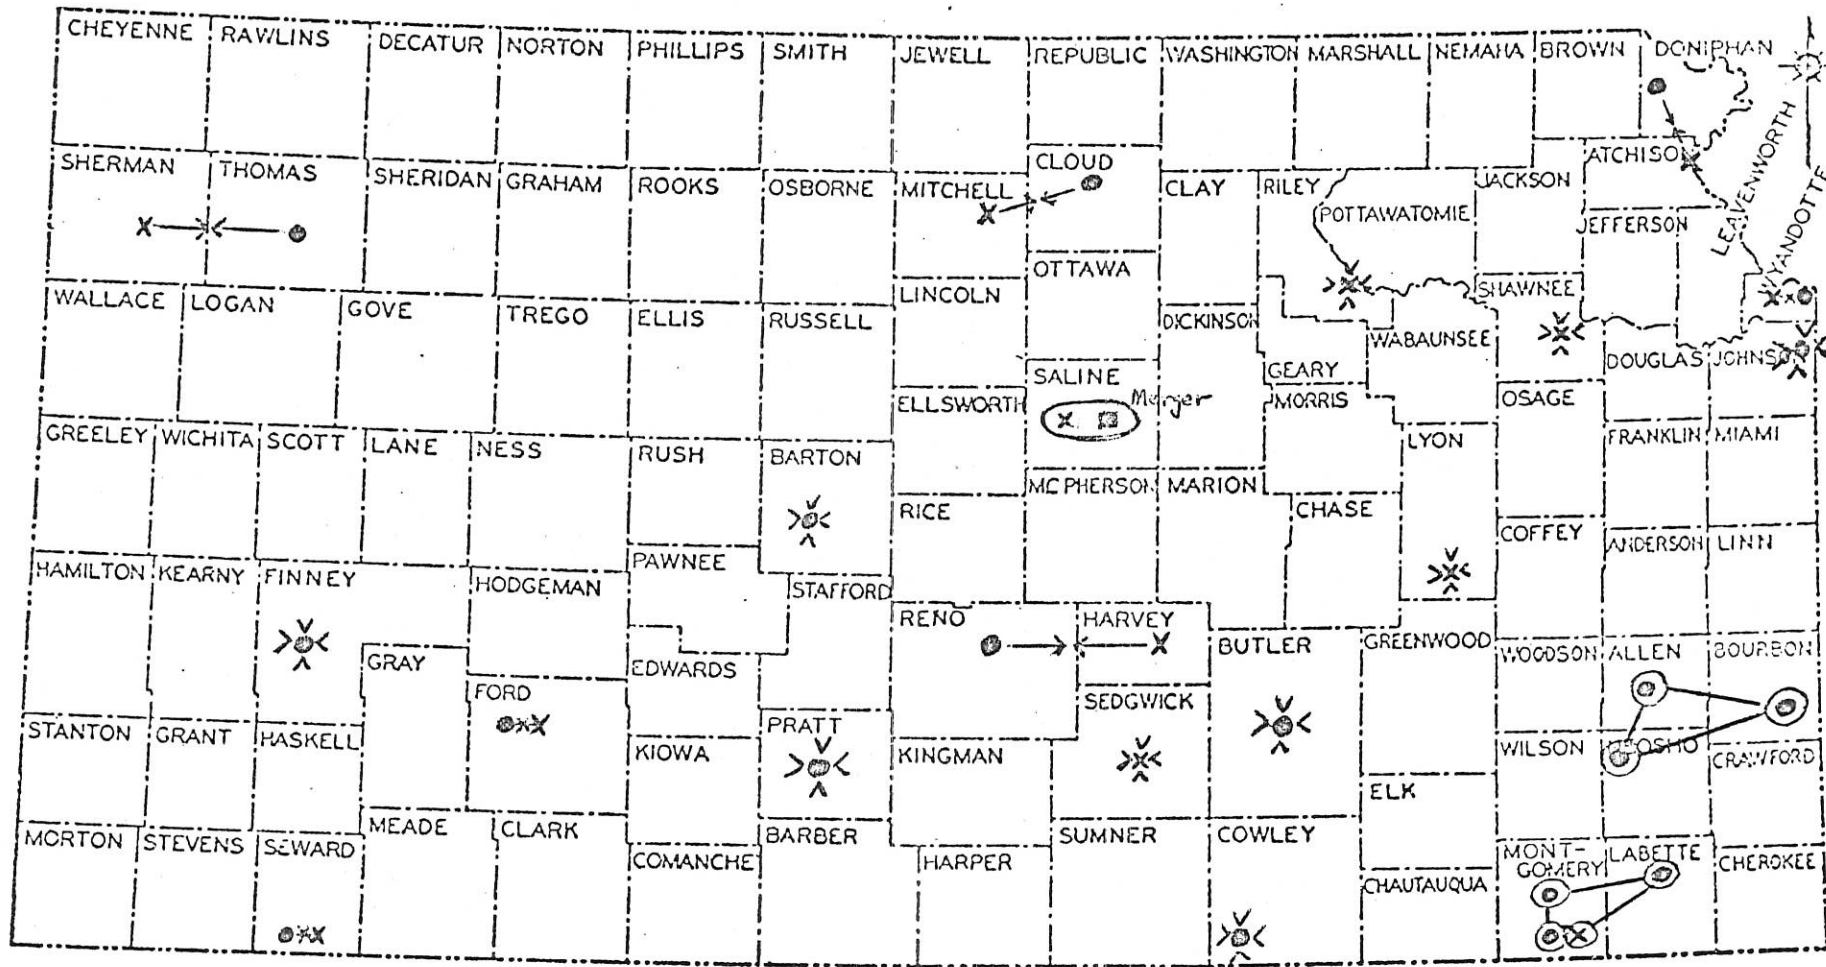 CHEYENNE RAWLINS DECATUR NORTON PHILLIPS SMITH JEWELL REPUBLIC WASHINGTON MARSHALL NEMAHA BROWN DONIPHAN
SHERMAN THOMAS SHERIDAN GRAHAM ROOKS OSBORNE MITCHELL CLOUD CLAY RILEY POTTAWATOMIE JACKSON ATCHISON
JEFFERSON LEAVENWORTH WYANDOTTE
WALLACE LOGAN GOVE TREGO ELLIS RUSSELL LINCOLN OTTAWA DICKINSON GEARY WABAUNSEE SHAWNEE DOUGLAS JOHNSON
ELLSWORTH SALINE Merger MORRIS OSAGE
GREELEY WICHITA SCOTT LANE NESS RUSH BARTON LYON FRANKLIN MIAMI
RICE MCPHERSON MARION CHASE COFFEY ANDERSON LINN
HAMILTON KEARNY FINNEY HODGEMAN PAWNEE STAFFORD
RENO HARVEY BUTLER GREENWOOD WOODSON ALLEN BOURBON
GRAY FORD EDWARDS SEDGWICK
STANTON GRANT HASKELL KIOWA PRATT KINGMAN ELK WILSON NEOSHO CRAWFORD
MORTON STEVENS SEWARD MEADE CLARK COMANCHE BARBER HARPER SUMNER COWLEY CHAUTAUQUA MONT-
GOMERY LABETTE CHEROKEE